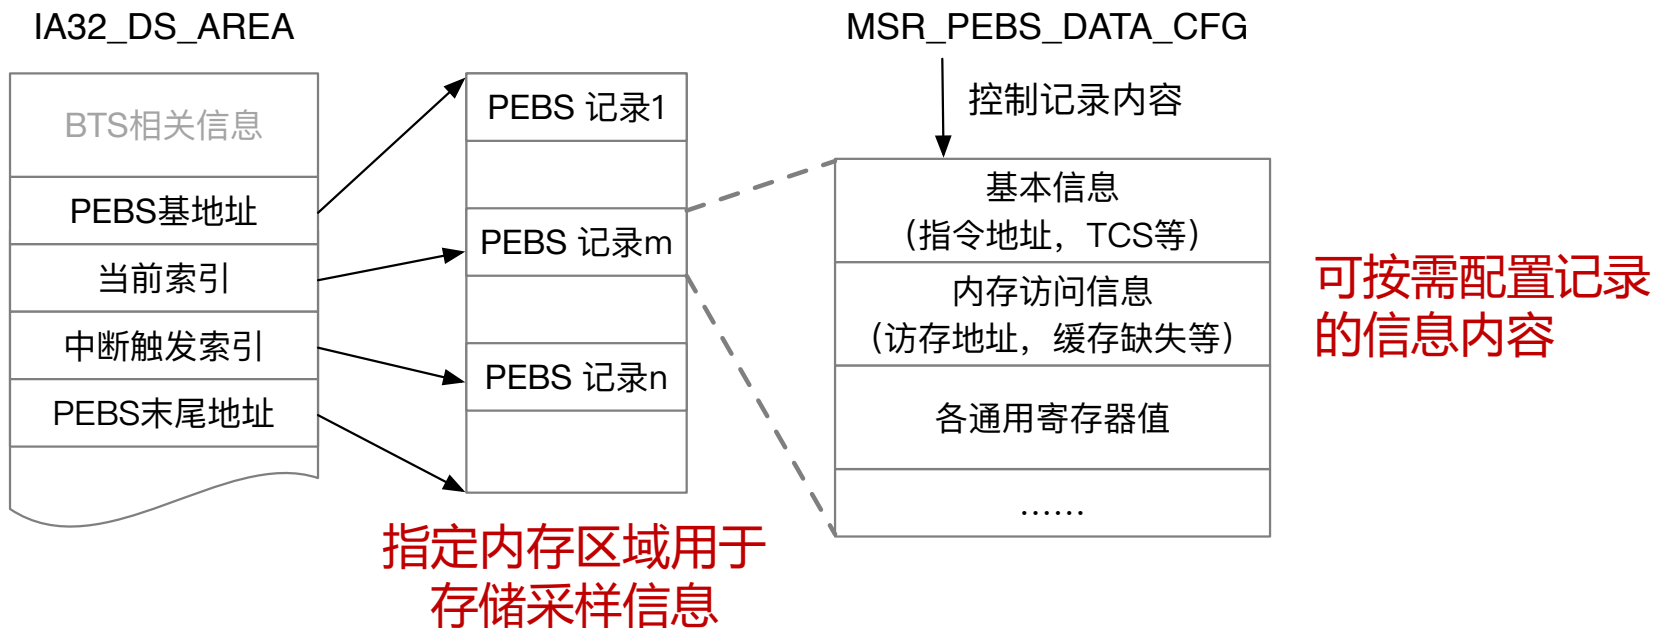 IA32_DS_AREA
BTS相关信息
PEBS基地址
当前索引
中断触发索引
PEBS末尾地址
PEBS 记录1
PEBS 记录m
PEBS 记录n
指定内存区域用于
存储采样信息
MSR_PEBS_DATA_CFG
控制记录内容
基本信息
（指令地址，TCS等）
内存访问信息
（访存地址，缓存缺失等）
各通用寄存器值
……
可按需配置记录
的信息内容